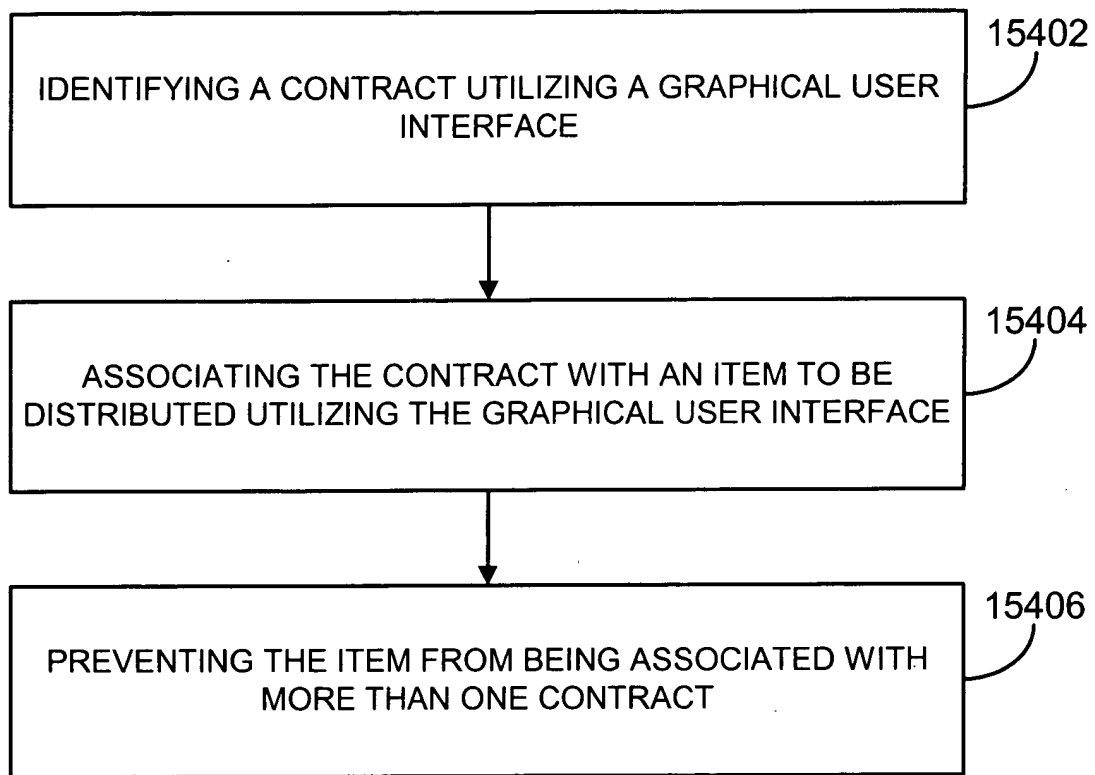 15402
IDENTIFYING A CONTRACT UTILIZING A GRAPHICAL USER
INTERFACE
15404
ASSOCIATING THE CONTRACT WITH AN ITEM TO BE
DISTRIBUTED UTILIZING THE GRAPHICAL USER INTERFACE
15406
PREVENTING THE ITEM FROM BEING ASSOCIATED WITH
MORE THAN ONE CONTRACT